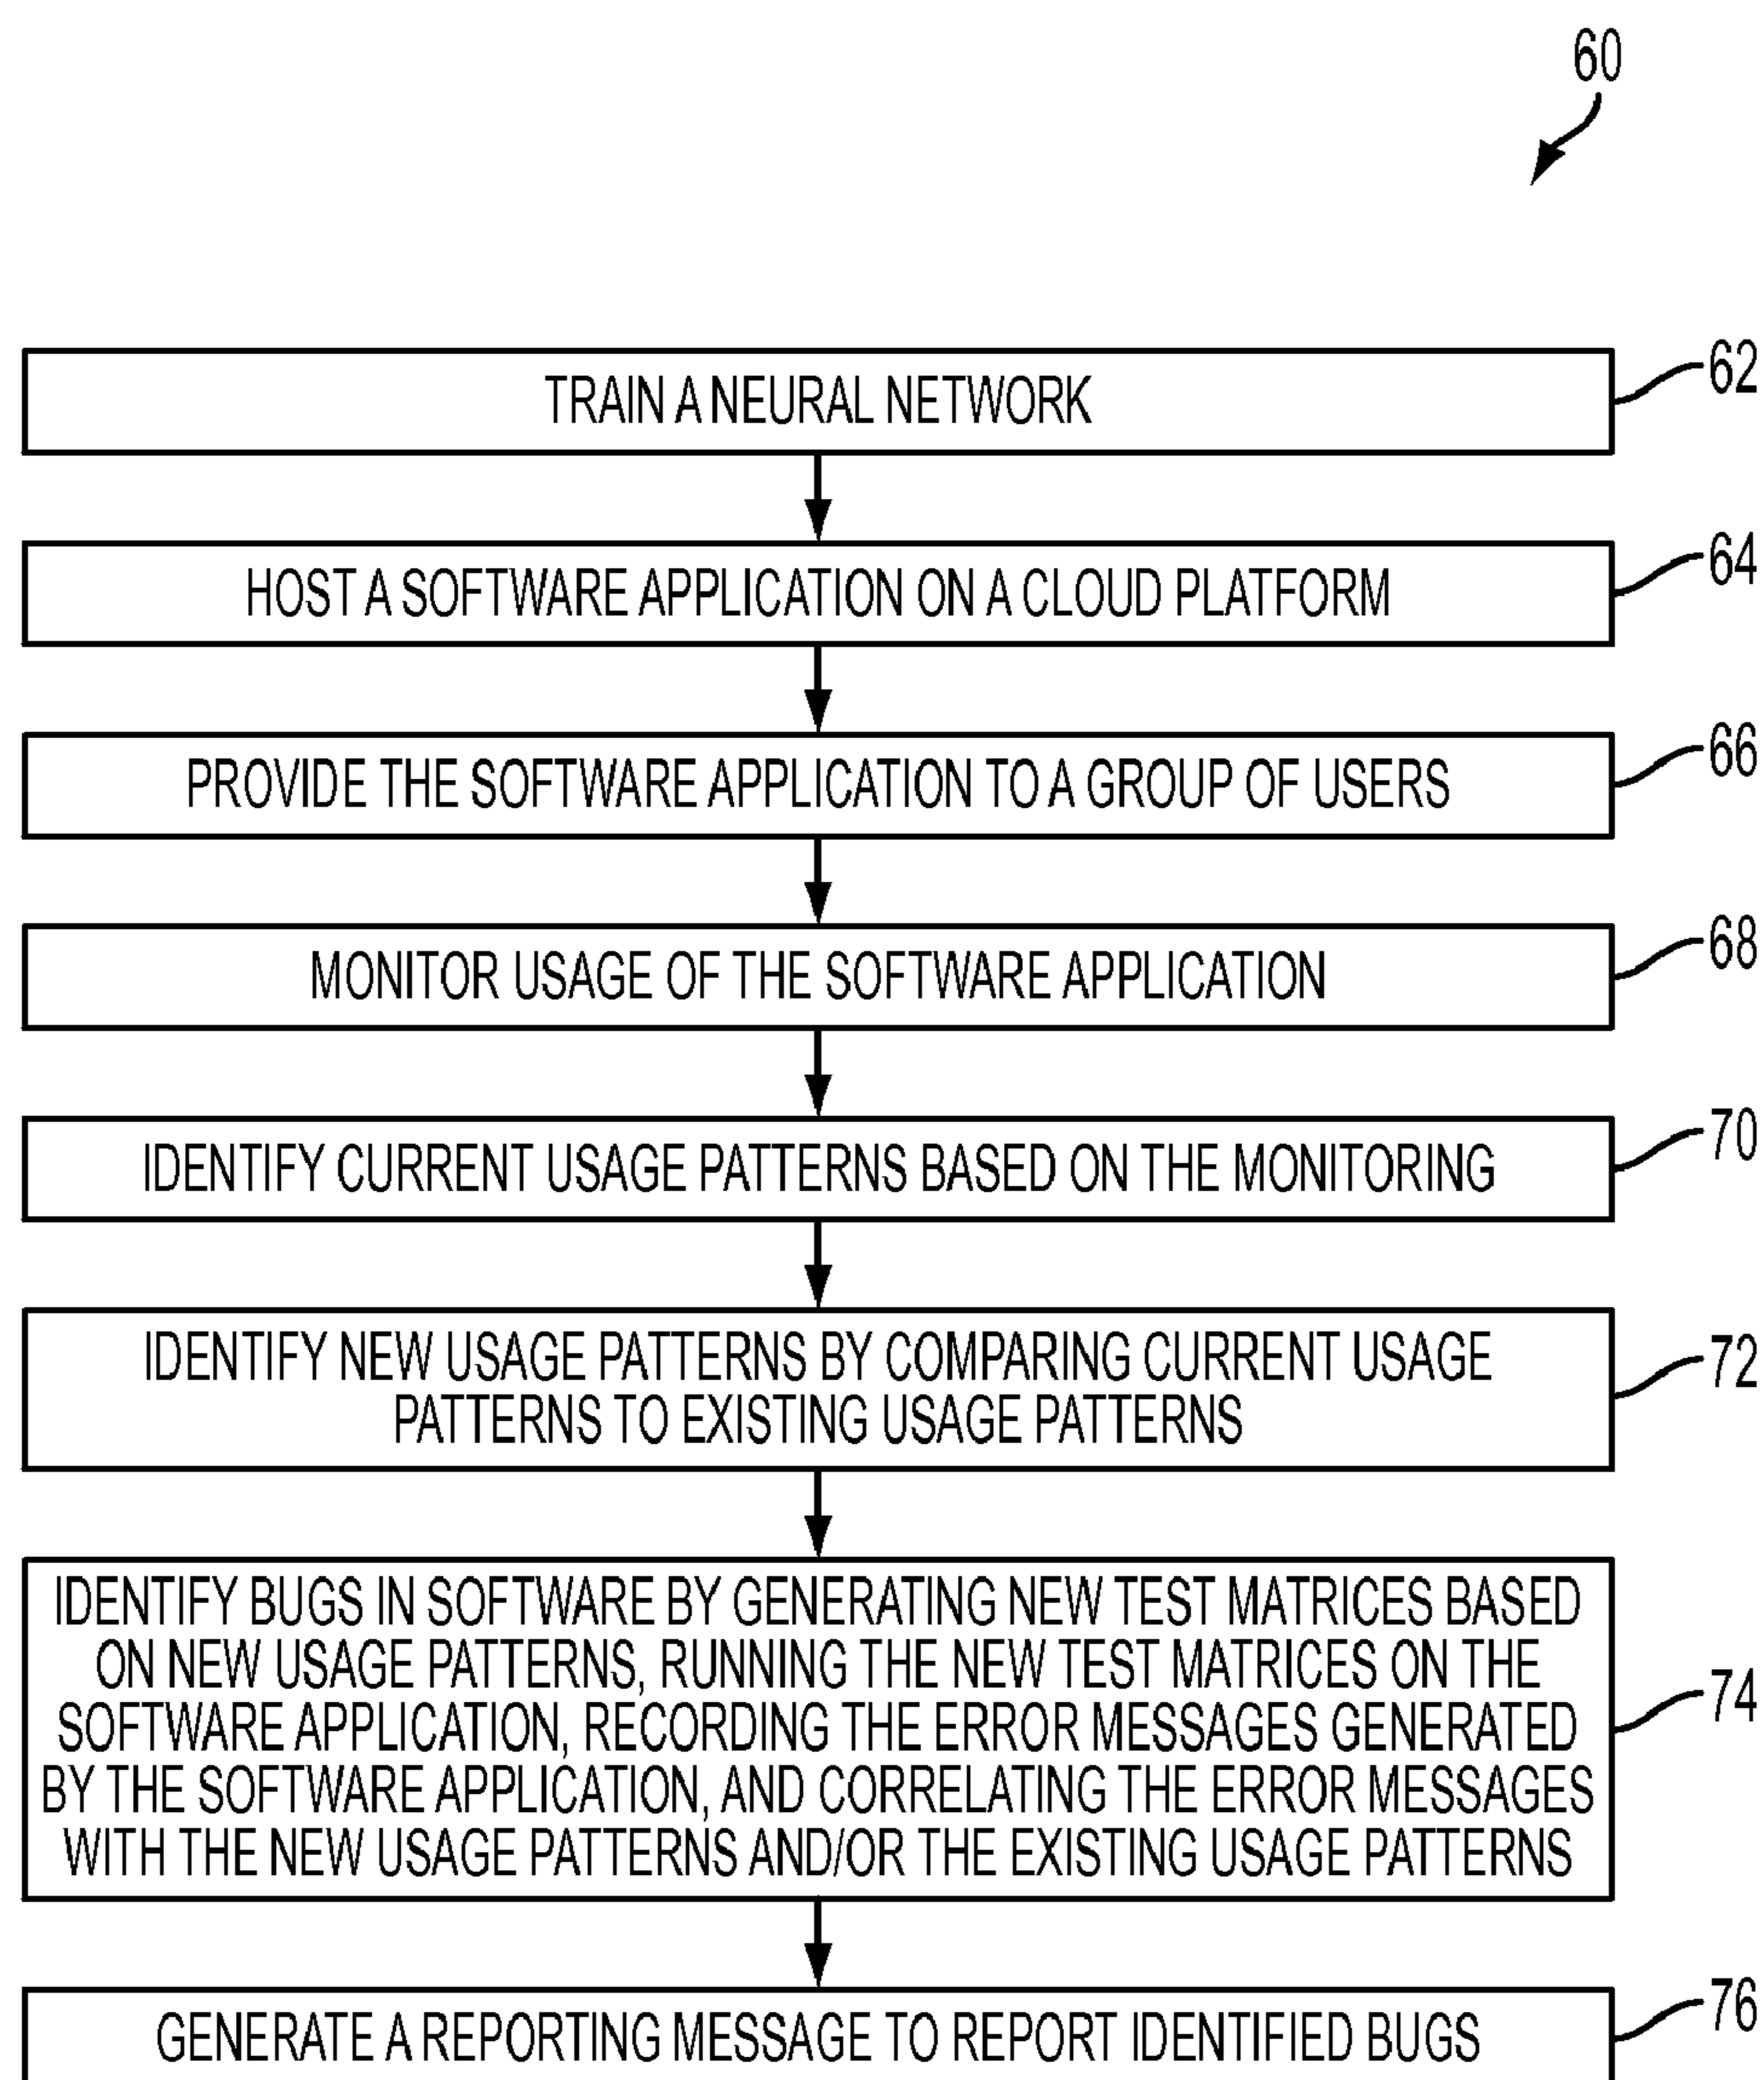 60
TRAIN A NEURAL NETWORK
62
HOST A SOFTWARE APPLICATION ON A CLOUD PLATFORM
64
PROVIDE THE SOFTWARE APPLICATION TO A GROUP OF USERS
66
MONITOR USAGE OF THE SOFTWARE APPLICATION
68
IDENTIFY CURRENT USAGE PATTERNS BASED ON THE MONITORING
70
IDENTIFY NEW USAGE PATTERNS BY COMPARING CURRENT USAGE
PATTERNS TO EXISTING USAGE PATTERNS
72
IDENTIFY BUGS IN SOFTWARE BY GENERATING NEW TEST MATRICES BASED
ON NEW USAGE PATTERNS, RUNNING THE NEW TEST MATRICES ON THE
SOFTWARE APPLICATION, RECORDING THE ERROR MESSAGES GENERATED
BY THE SOFTWARE APPLICATION, AND CORRELATING THE ERROR MESSAGES
WITH THE NEW USAGE PATTERNS AND/OR THE EXISTING USAGE PATTERNS
74
GENERATE A REPORTING MESSAGE TO REPORT IDENTIFIED BUGS
76